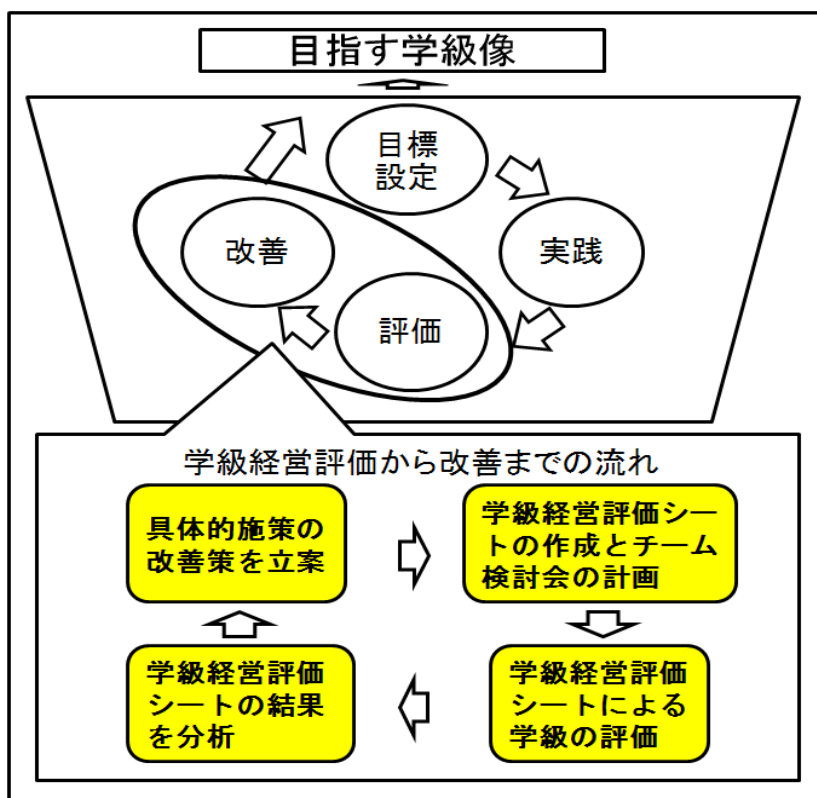 目指す学級像
目標
設定
改善
実践
評価
学級経営評価から改善までの流れ
具体的施策の
改善策を立案
学級経営評価シー
トの作成とチーム
検討会の計画
学級経営評価
シートの結果
を分析
学級経営評価
シートによる
学級の評価